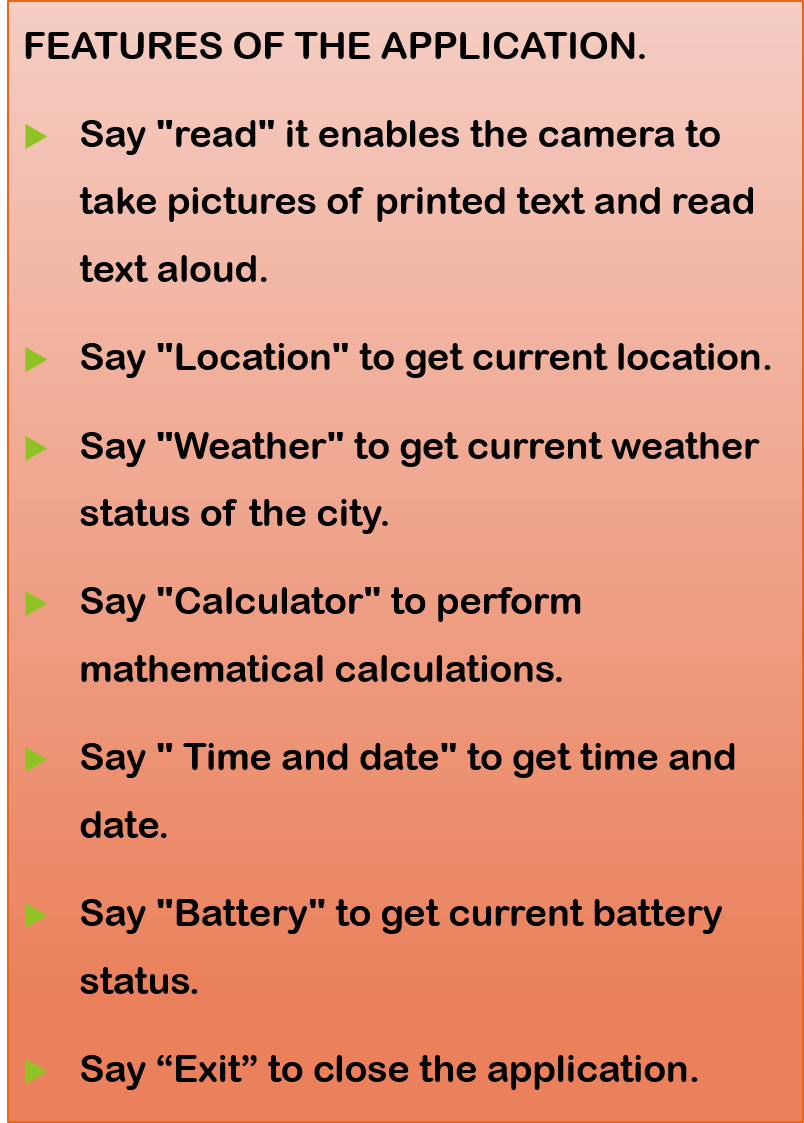 FEATURES OF THE APPLICATION.
Say "read" it enables the camera to
take pictures of printed text and read
text aloud.
Say "Location" to get current location.
Say "Weather" to get current weather
status of the city.
Say "Calculator" to perform
mathematical calculations.
Say " Time and date" to get time and
date.
Say "Battery" to get current battery
status.
Say “Exit” to close the application.